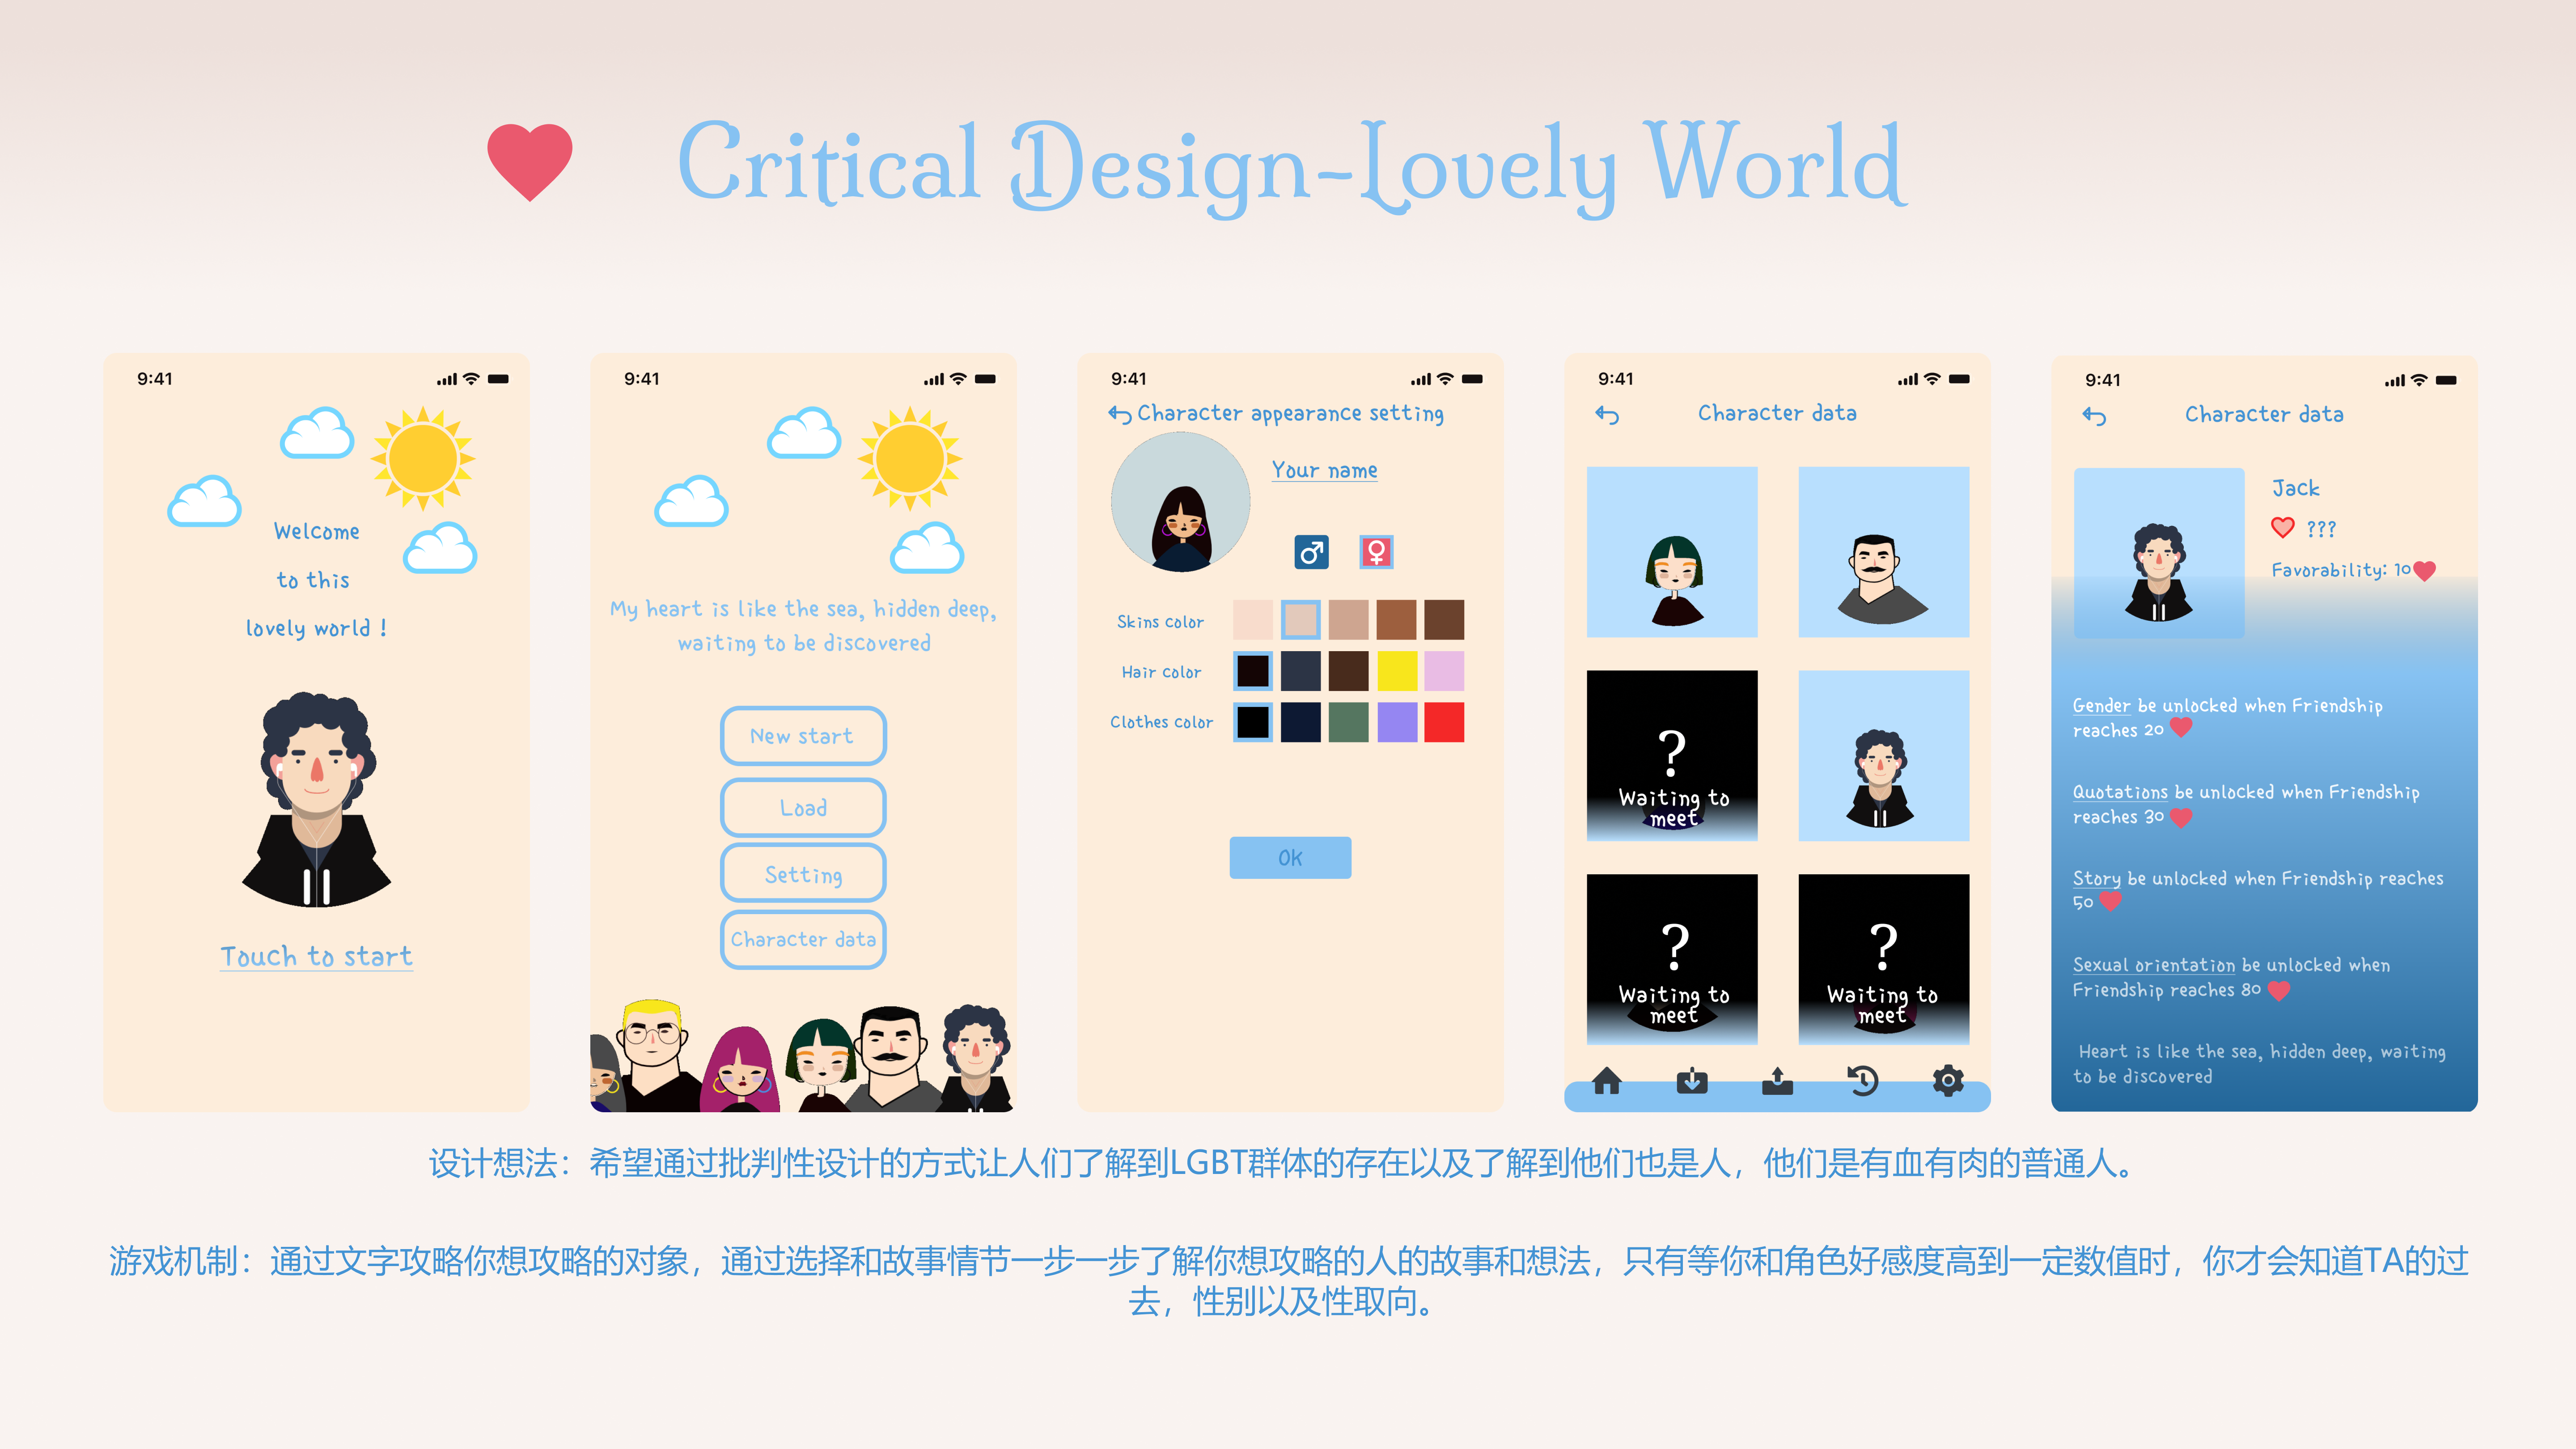 Critical Design-Lovely World
9:41
Welcome
to this
lovely world !
Touch to start
9:41
My heart is like the sea, hidden deep,
waiting to be discovered
New start
Load
Setting
Character data
9:41
Character appearance setting
Your name
Skins color
Hair color
Clothes color
OK
9:41
Character data
?
Waiting to
meet
?
Waiting to
meet
?
Waiting to
meet
9:41
Character data
Jack
???
Favorability: 10
Gender be unlocked when Friendship
reaches 20
Quotations be unlocked when Friendship
reaches 30
Story be unlocked when Friendship reaches
50
Sexual orientation be unlocked when
Friendship reaches 80
Heart is like the sea, hidden deep, waiting
to be discovered
设计想法：希望通过批判性设计的方式让人们了解到LGBT群体的存在以及了解到他们也是人，他们是有血有肉的普通人。
游戏机制：通过文字攻略你想攻略的对象，通过选择和故事情节一步一步了解你想攻略的人的故事和想法，只有等你和角色好感度高到一定数值时，你才会知道TA的过
去，性别以及性取向。